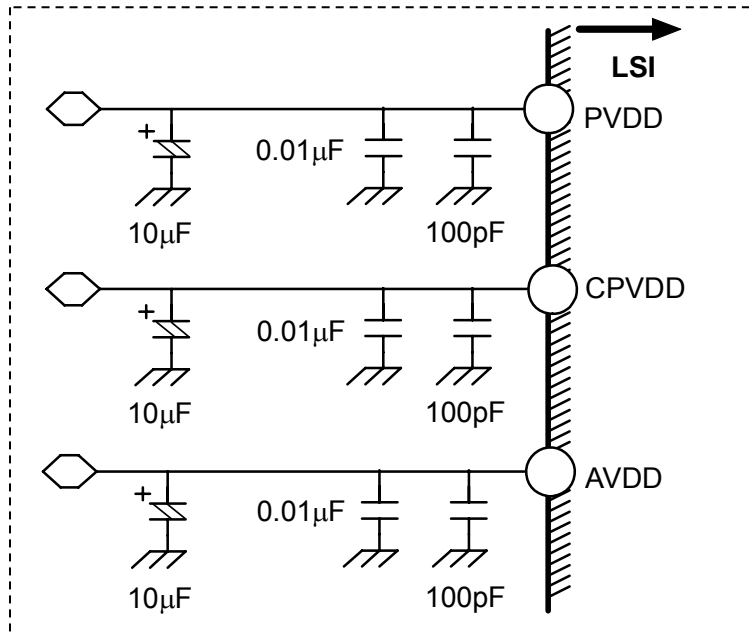 LSI
PVDD
+
0.01µF
10µF
100pF
CPVDD
+
0.01µF
10µF
100pF
AVDD
+
0.01µF
10µF
100pF